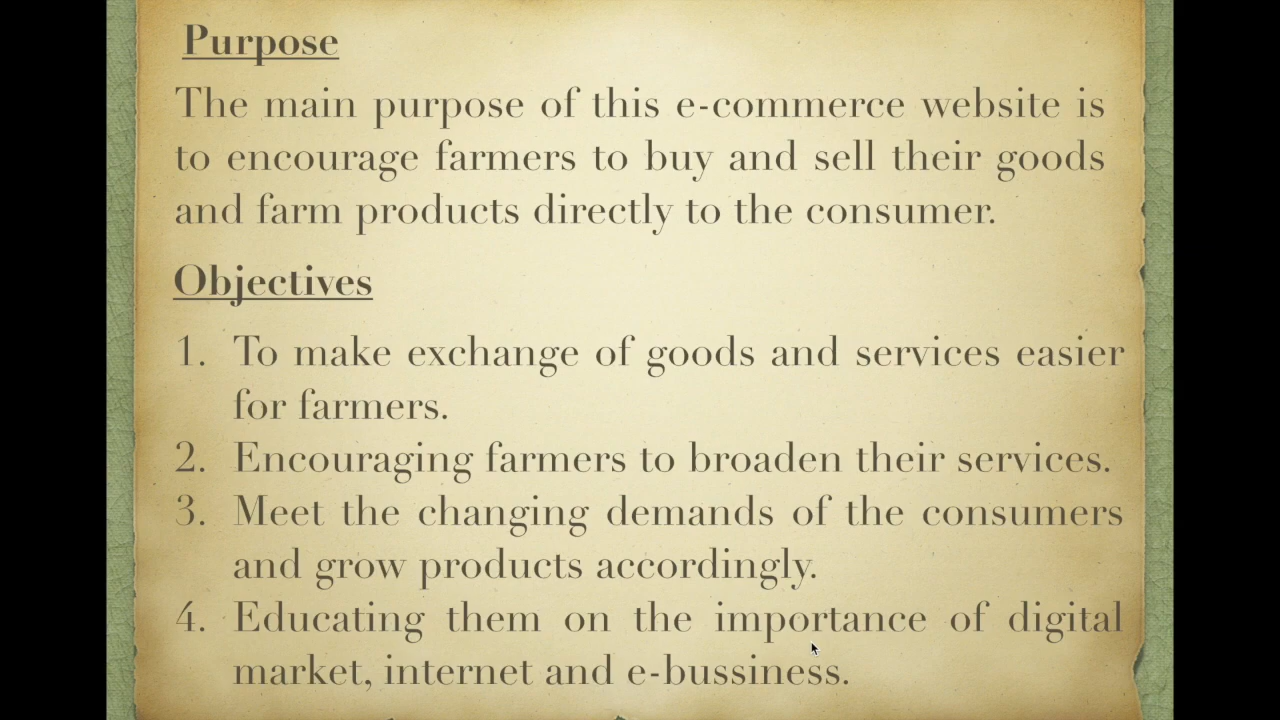 Purpose
The main purpose of this e-commerce website is
to encourage farmers to buy and sell their goods
and farm products directly to the consumer.
Objectives
1. To make exchange of goods and services easier
for farmers.
2. Encouraging farmers to broaden their services.
3. Meet the changing demands of the consumers
and grow products accordingly.
4. Educating them on the importance of digital
market, internet and e-bussiness.